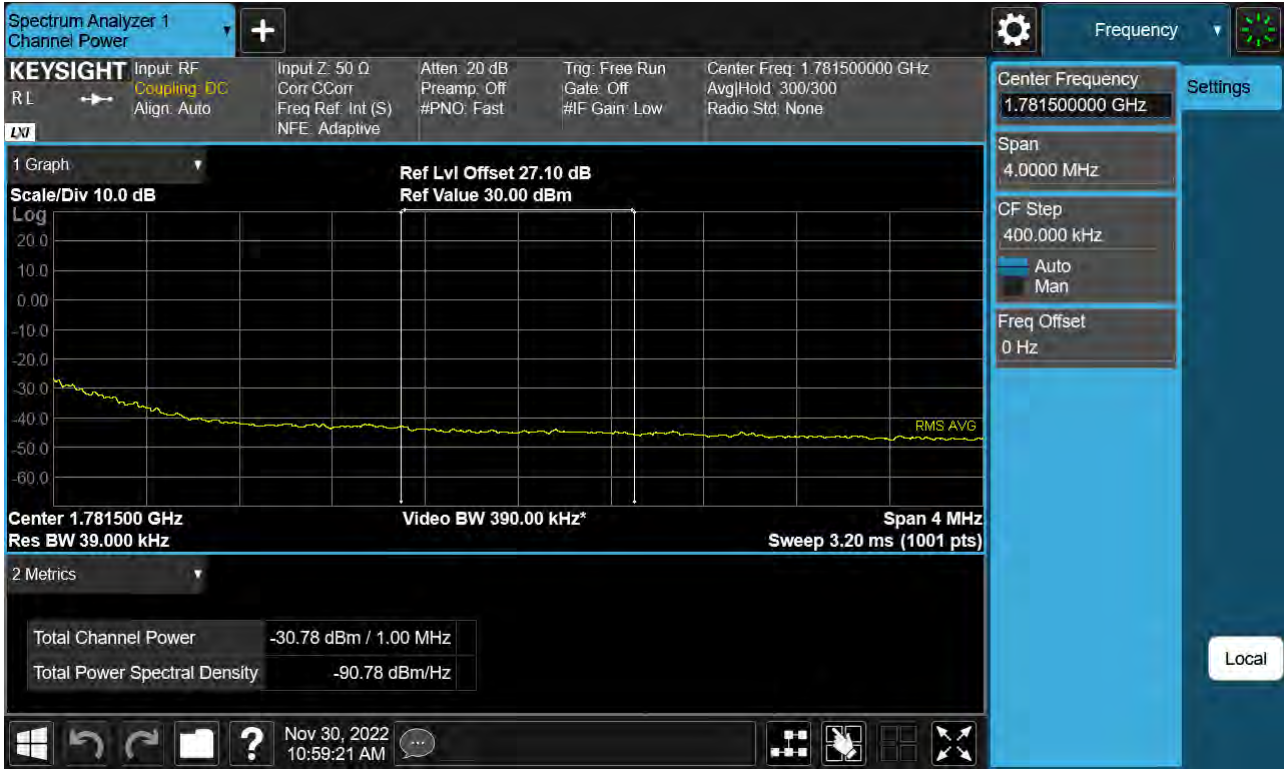 Spectrum Analyzer 1
Channel Power
Frequency
KEYSIGHT
R L
LXI
Input: RF
Coupling: DC
Align: Auto
Input Z: 50 Ω
Corr CCorr
Freq Ref: Int (S)
NFE: Adaptive
Atten: 20 dB
Preamp: Off
#PNO: Fast
Trig: Free Run
Gate: Off
#IF Gain: Low
Center Freq: 1.781500000 GHz
Avg|Hold: 300/300
Radio Std: None
Center Frequency
1.781500000 GHz
Settings
Span
4.0000 MHz
CF Step
400.000 kHz
Auto
Man
Freq Offset
0 Hz
Local
1 Graph
Scale/Div 10.0 dB
Ref Lvl Offset 27.10 dB
Ref Value 30.00 dBm
Log
20.0
10.0
0.00
-10.0
-20.0
-30.0
-40.0
-50.0
-60.0
RMS AVG
Center 1.781500 GHz
Video BW 390.00 kHz*
Span 4 MHz
Res BW 39.000 kHz
Sweep 3.20 ms (1001 pts)
2 Metrics
Total Channel Power -30.78 dBm / 1.00 MHz
Total Power Spectral Density -90.78 dBm/Hz
?
Nov 30, 2022
10:59:21 AM